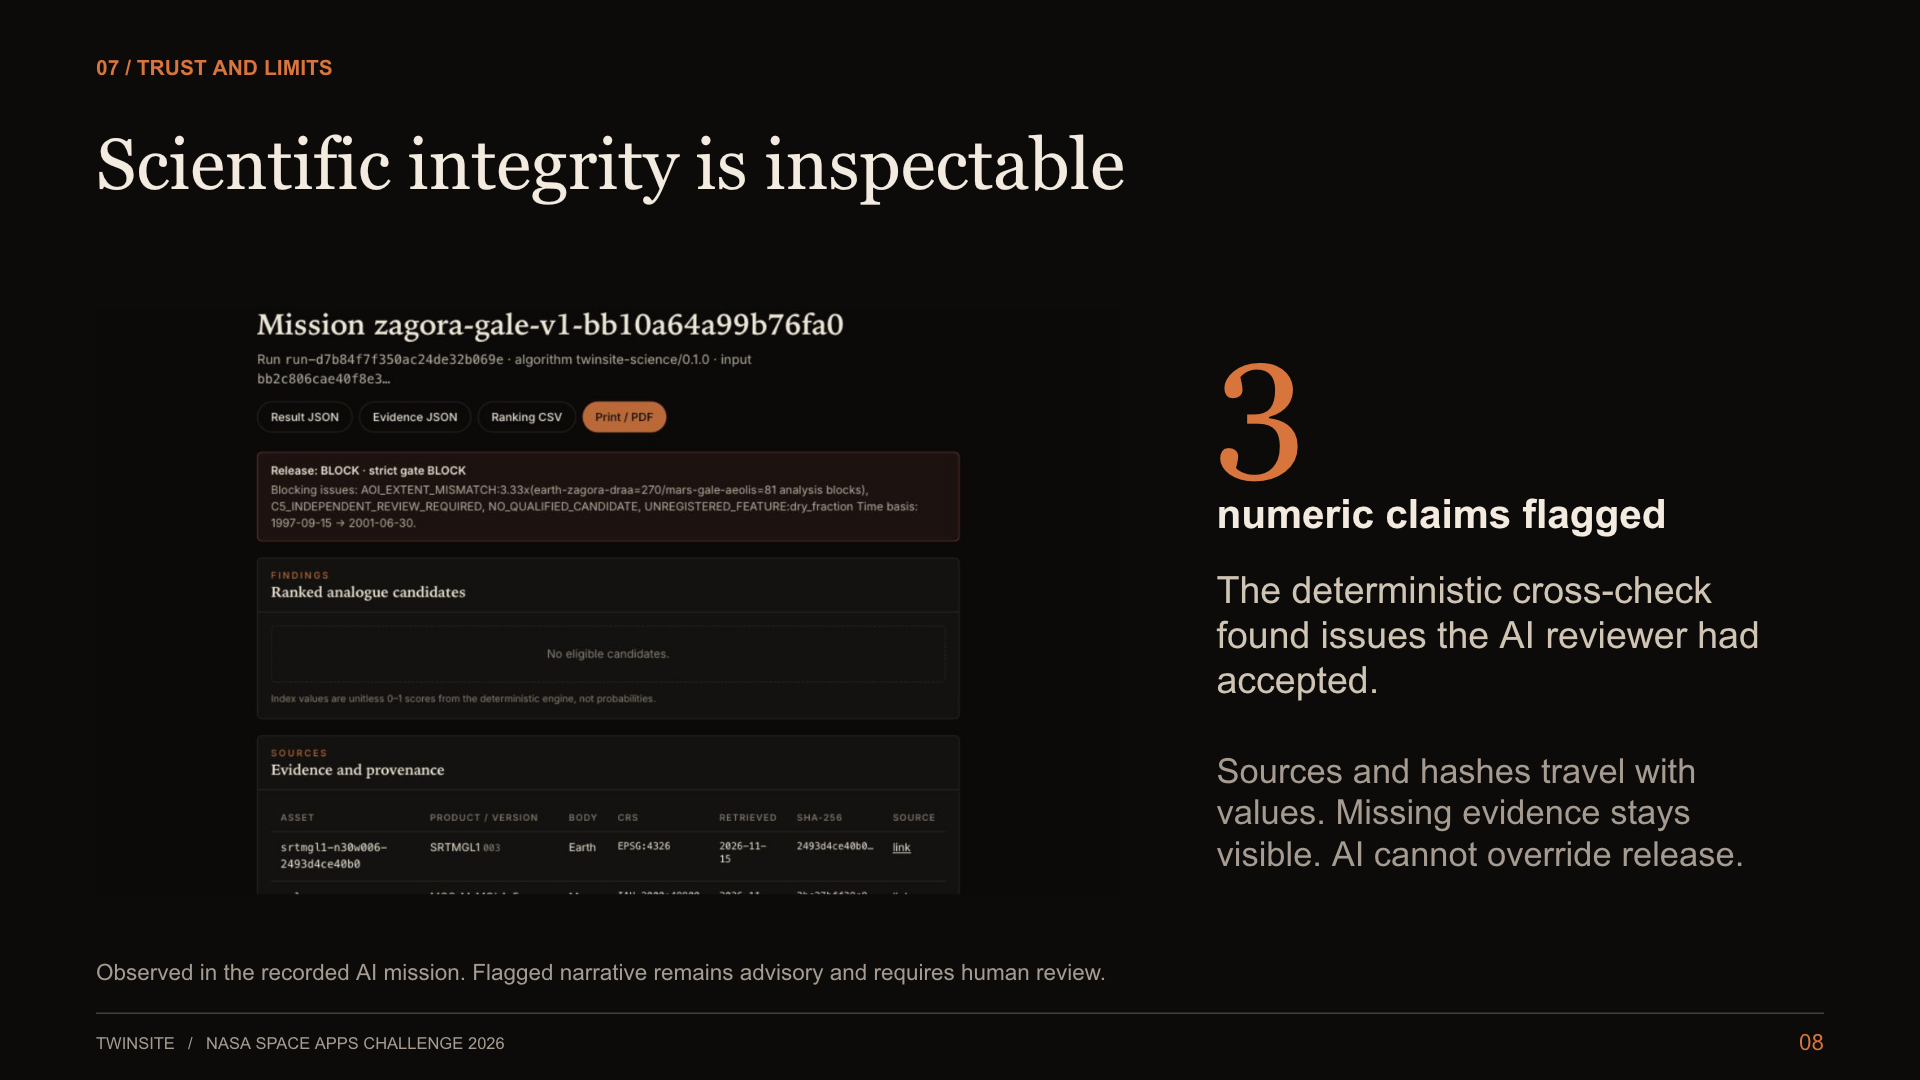 07 / TRUST AND LIMITS
Scientific integrity is inspectable
Mission zagora-gale-v1-bb10a64a99b76fa0
Run run-d7b84f7f350ac24de32b069e · algorithm twinsite-science/0.1.0 · input
bb2c806cae40f8e3…
Result JSON Evidence JSON Ranking CSV Print / PDF
Release: BLOCK · strict gate BLOCK
Blocking issues: AOI_EXTENT_MISMATCH:3.33x(earth-zagora-draa=270/mars-gale-aeolis=81 analysis blocks),
C5_INDEPENDENT_REVIEW_REQUIRED, NO_QUALIFIED_CANDIDATE, UNREGISTERED_FEATURE:dry_fraction Time basis:
1997-09-15 → 2001-06-30.
FINDINGS
Ranked analogue candidates
No eligible candidates.
Index values are unitless 0–1 scores from the deterministic engine, not probabilities.
SOURCES
Evidence and provenance
ASSET PRODUCT / VERSION BODY CRS RETRIEVED SHA-256 SOURCE
srtmgl1-n30w006- SRTMGL1 003 Earth EPSG:4326 2026-11- 2493d4ce40b0… link
2493d4ce40b0 15
3
numeric claims flagged
The deterministic cross-check
found issues the AI reviewer had
accepted.
Sources and hashes travel with
values. Missing evidence stays
visible. AI cannot override release.
Observed in the recorded AI mission. Flagged narrative remains advisory and requires human review.
TWINSITE / NASA SPACE APPS CHALLENGE 2026
08